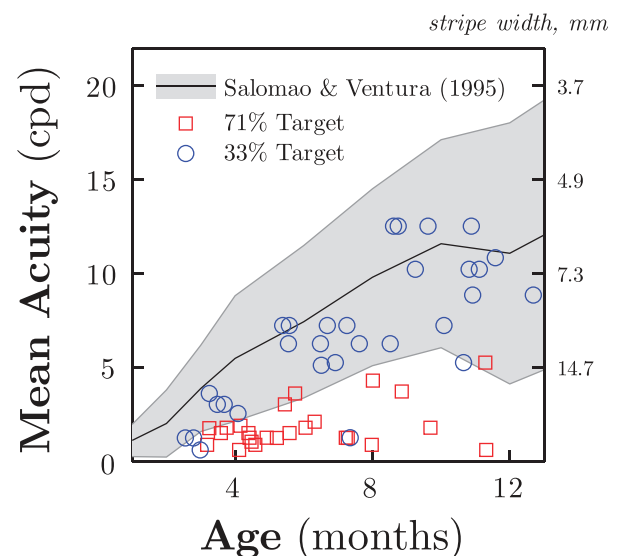 stripe width, mm
20
15
10
5
0
Mean Acuity (cpd)
Salomao & Ventura (1995)
71% Target
33% Target
3.7
4.9
7.3
14.7
4 8 12
Age (months)